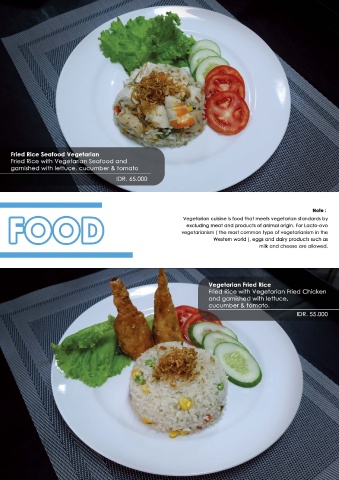 Fried Rice Seafood Vegetarian
Fried Rice with Vegetarian Seafood and
garnished with lettuce, cucumber & tomato
IDR. 65.000
FOOD
Note :
Vegetarian cuisine is food that meets vegetarian standards by
excluding meat and products of animal origin. For Lacto-ovo
vegetarianism ( the most common type of vegetarianism in the
Western world ), eggs and dairy products such as
milk and cheese are allowed.
Vegetarian Fried Rice
Fried Rice with Vegetarian Fried Chicken
and garnished with lettuce,
cucumber & tomato.
IDR. 55.000